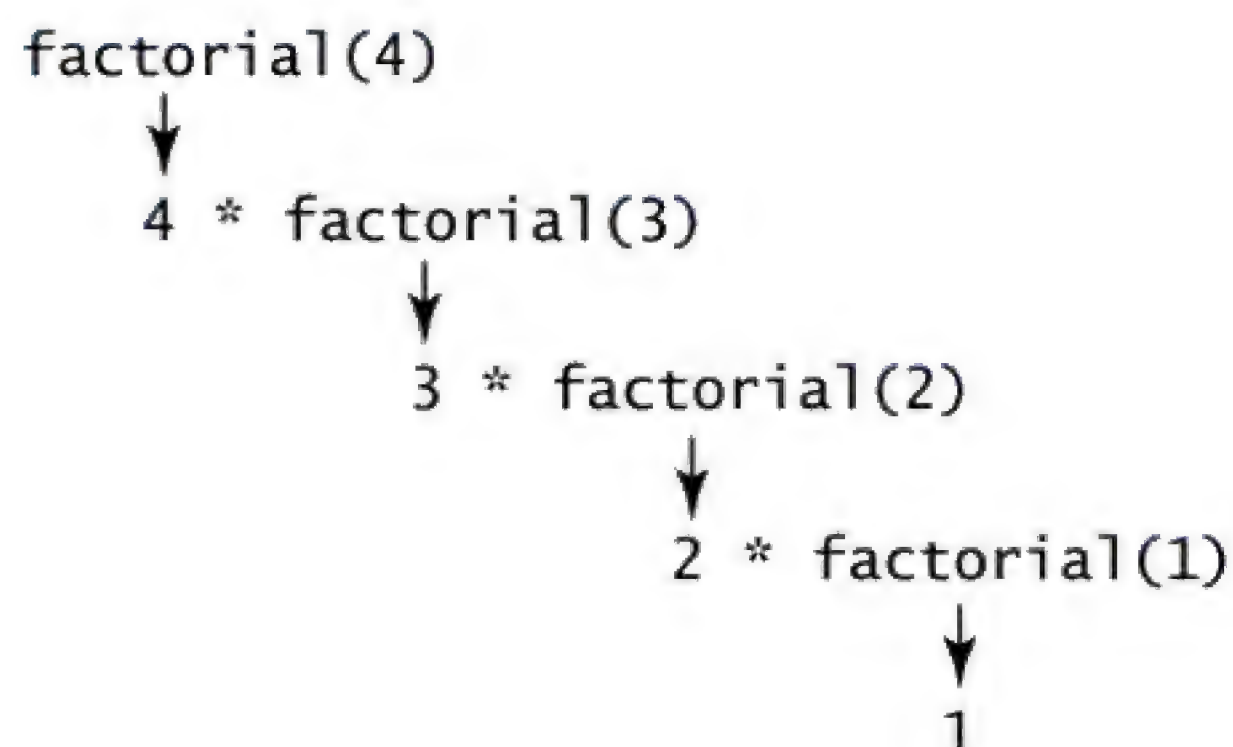 factorial(4)
4 * factorial(3)
3 * factorial(2)
2 * factorial(1)
1